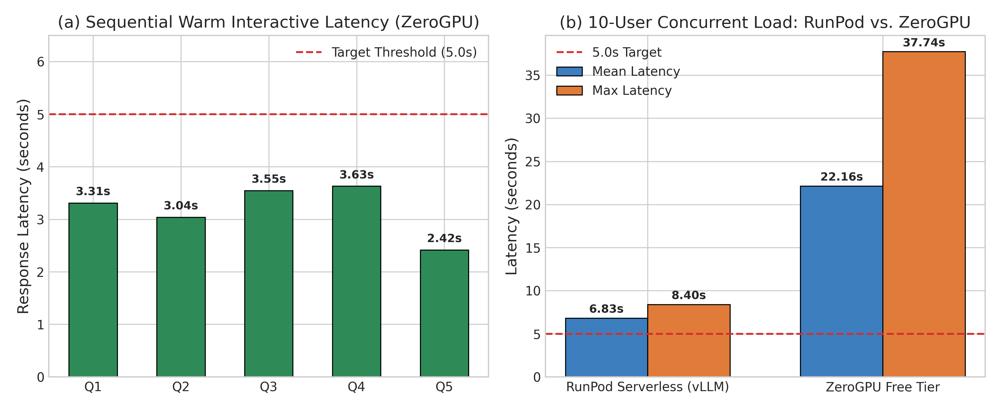 (a) Sequential Warm Interactive Latency (ZeroGPU)
Target Threshold (5.0s)
Response Latency (seconds)
6
5
4
3
2
1
0
3.31s
3.04s
3.55s
3.63s
2.42s
Q1
Q2
Q3
Q4
Q5
(b) 10-User Concurrent Load: RunPod vs. ZeroGPU
5.0s Target
Mean Latency
Max Latency
Latency (seconds)
35
30
25
20
15
10
5
0
6.83s
8.40s
22.16s
37.74s
RunPod Serverless (vLLM)
ZeroGPU Free Tier